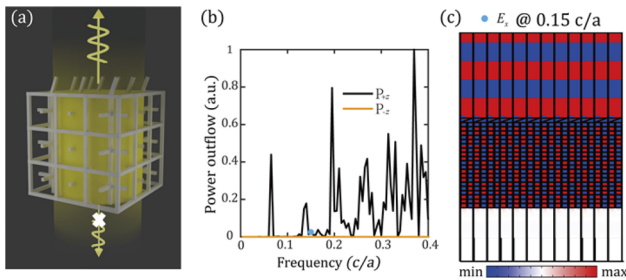 (a)
(b)
Power outflow (a.u.)
1
0.8
0.6
0.4
0.2
0
P+z
P-z
0
0.1
0.2
0.3
0.4
Frequency (c/a)
(c)
Ex @ 0.15 c/a
min
max